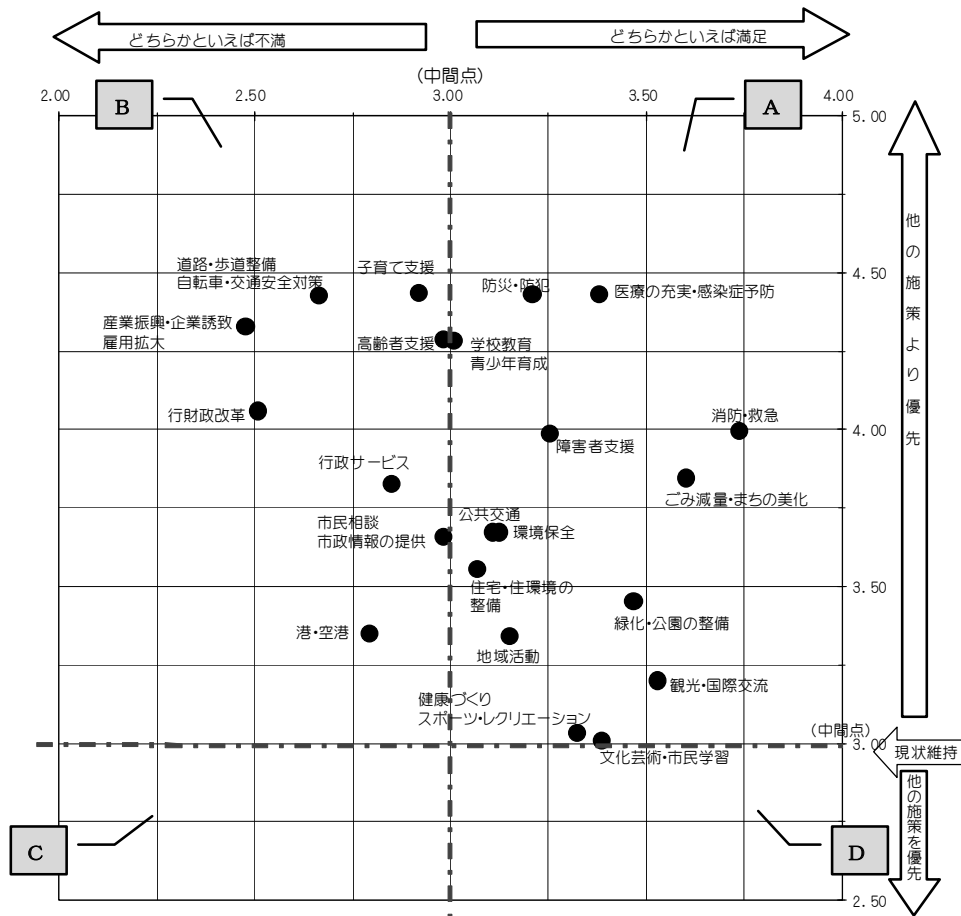 どちらかといえば不満
どちらかといえば満足
(中間点)
2.00
2.50
3.00
3.50
4.00
B
A
5.00
他の施策より優先
道路・歩道整備
自転車・交通安全対策
子育て支援
防災・防犯
医療の充実・感染症予防
4.50
産業振興・企業誘致
雇用拡大
高齢者支援
学校教育
青少年育成
行財政改革
消防・救急
4.00
障害者支援
行政サービス
ごみ減量・まちの美化
市民相談
市政情報の提供
公共交通
環境保全
住宅・住環境の
整備
3.50
緑化・公園の整備
港・空港
地域活動
観光・国際交流
健康づくり
スポーツ・レクリエーション
文化芸術・市民学習
(中間点)
3.00
現状維持
他の施策を優先
C
D
2.50